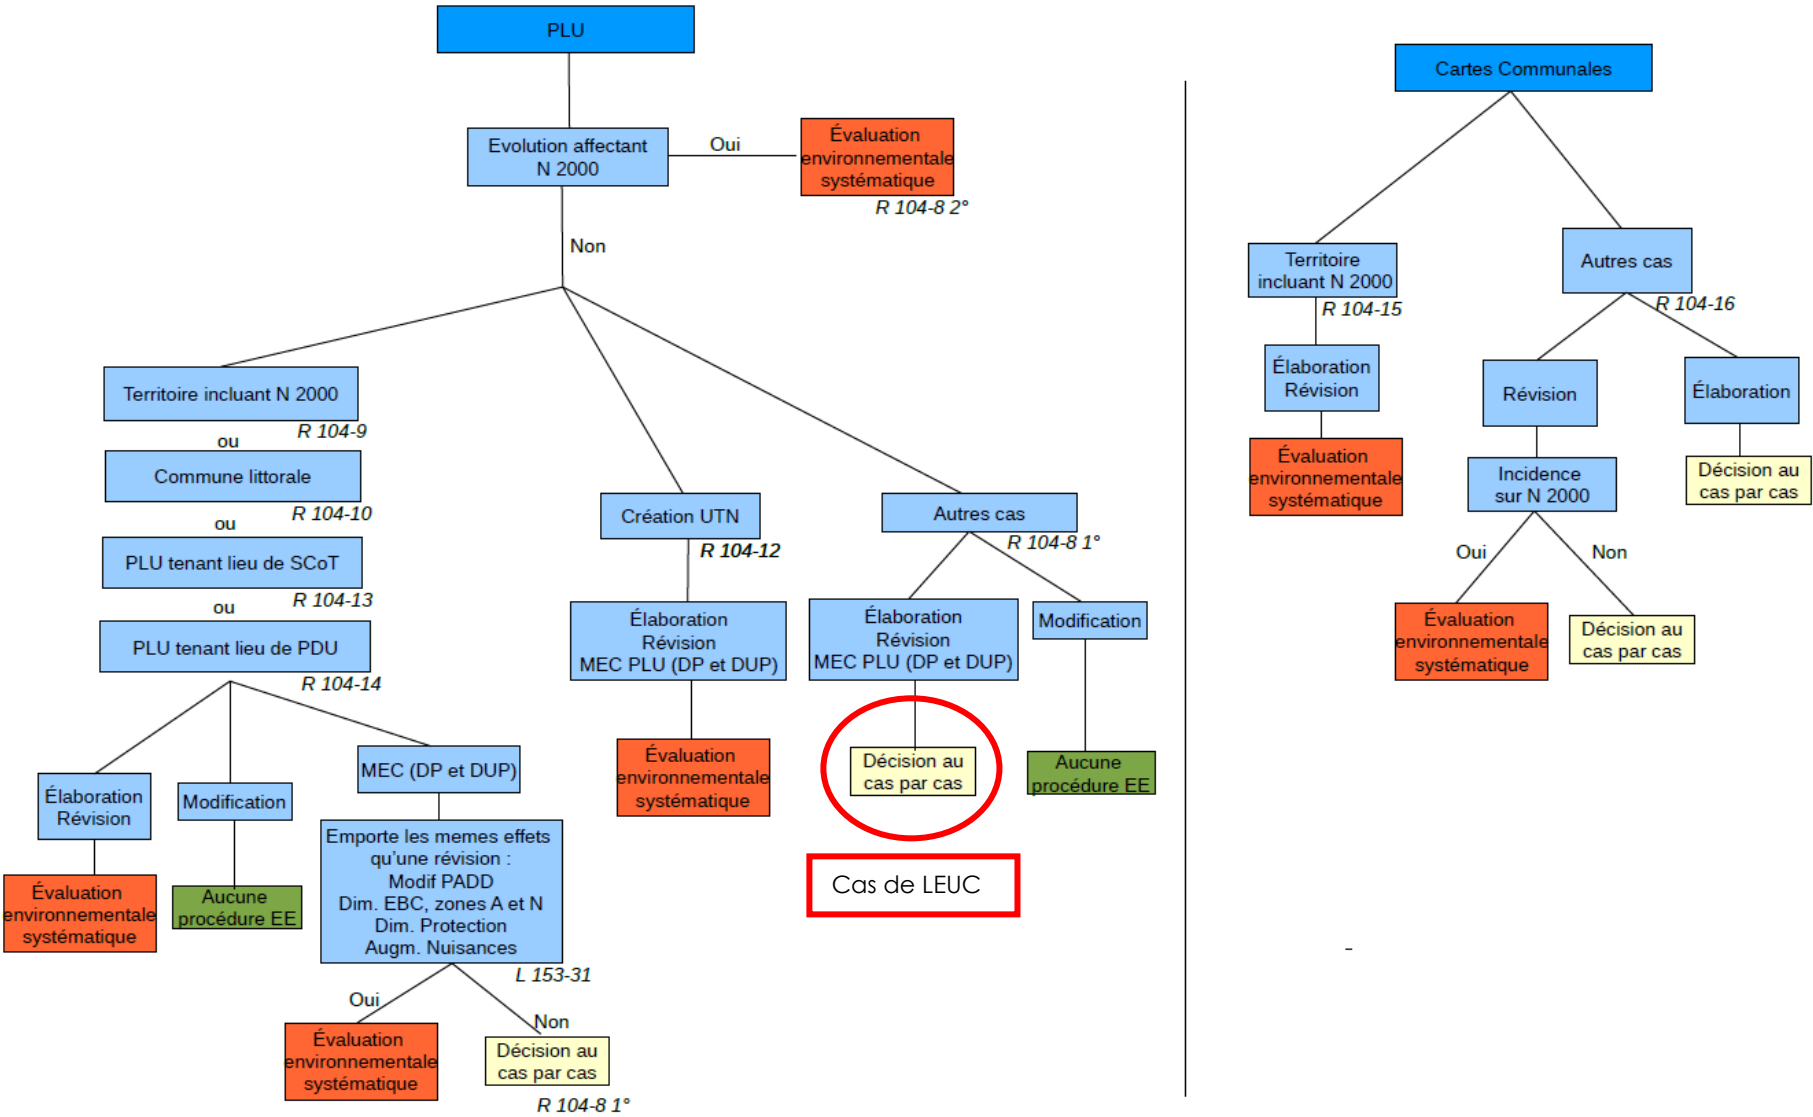 PLU
Evolution affectant
N 2000
Oui
Évaluation
environnementale
systématique
R 104-8 2°
Non
Territoire incluant N 2000
R 104-9
ou
Commune littorale
R 104-10
ou
PLU tenant lieu de SCoT
R 104-13
ou
PLU tenant lieu de PDU
R 104-14
Élaboration
Révision
Évaluation
environnementale
systématique
Modification
Aucune
procédure EE
MEC (DP et DUP)
Emporte les memes effets
qu'une révision :
Modif PADD
Dim. EBC, zones A et N
Dim. Protection
Augm. Nuisances
L 153-31
Oui
Évaluation
environnementale
systématique
Non
Décision au
cas par cas
R 104-8 1°
Création UTN
R 104-12
Élaboration
Révision
MEC PLU (DP et DUP)
Évaluation
environnementale
systématique
Autres cas
R 104-8 1°
Élaboration
Révision
MEC PLU (DP et DUP)
Décision au
cas par cas
Cas de LEUC
Modification
Aucune
procédure EE
Cartes Communales
Territoire
incluant N 2000
R 104-15
Élaboration
Révision
Évaluation
environnementale
systématique
Autres cas
R 104-16
Révision
Incidence
sur N 2000
Oui
Évaluation
environnementale
systématique
Non
Décision au
cas par cas
Élaboration
Décision au
cas par cas
-